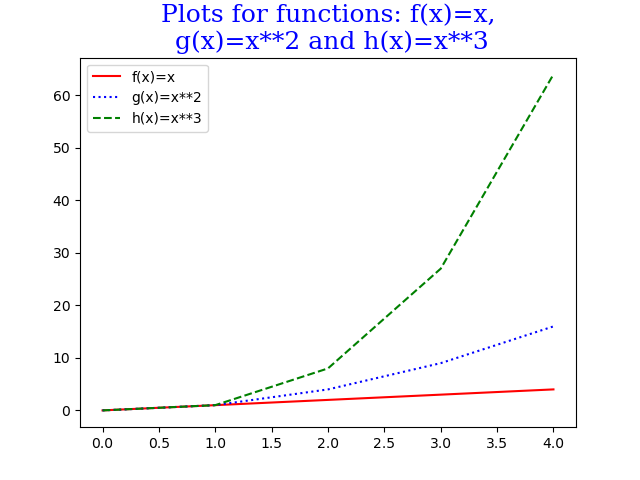 Plots for functions: f(x)=x,
g(x)=x**2 and h(x)=x**3
f(x)=x
g(x)=x**2
h(x)=x**3
60
50
40
30
20
10
0
0.0 0.5 1.0 1.5 2.0 2.5 3.0 3.5 4.0